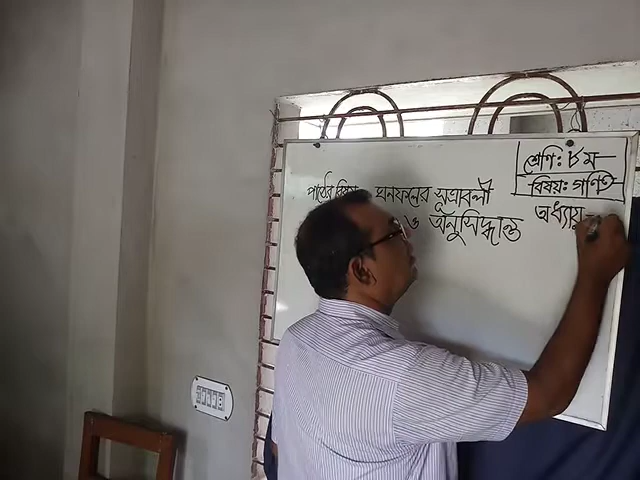 শ্রেণি: ৮ম
বিষয়: গণিত
পাঠের বিষয় ঘনফলের সূত্রাবলী
ও অনুসিদ্ধান্ত
অধ্যায়